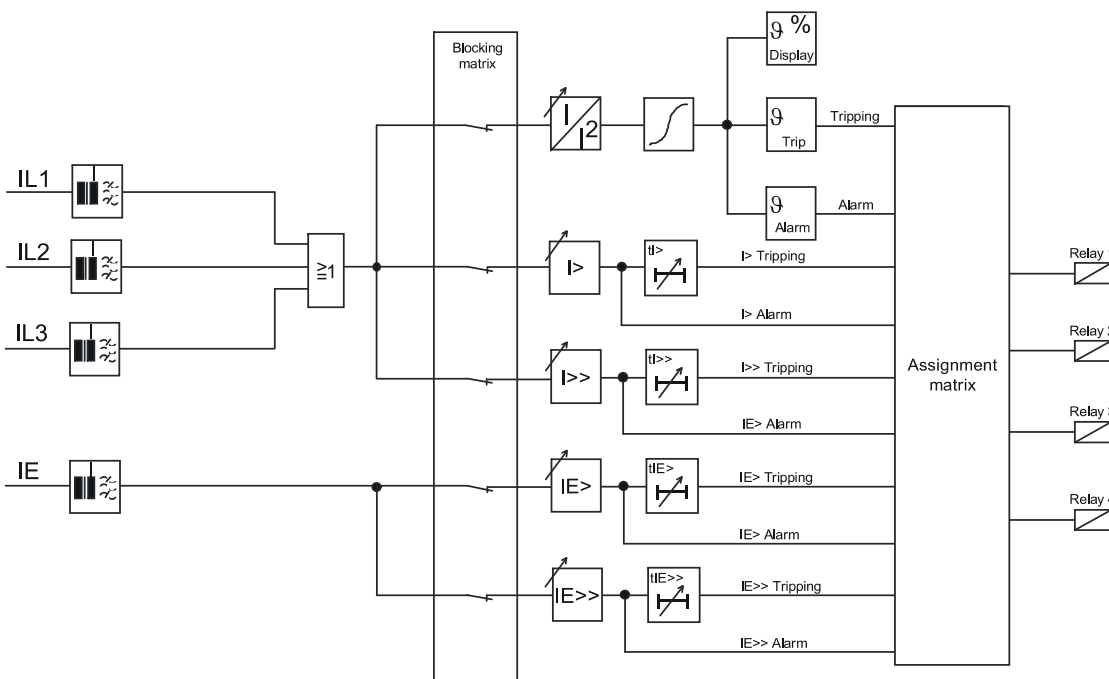 ϑ %
Display
Blocking
matrix
I
I2
ϑ
Trip
Tripping
IL1
ϑ
Alarm
Alarm
IL2
≧1
I>
tI>
I> Tripping
Relay 1
I> Alarm
IL3
Relay 2
I>>
tI>>
I>> Tripping
Assignment
matrix
IE> Alarm
Relay 3
IE
IE>
tIE>
IE> Tripping
Relay 4
IE> Alarm
IE>>
tIE>>
IE>> Tripping
IE>> Alarm